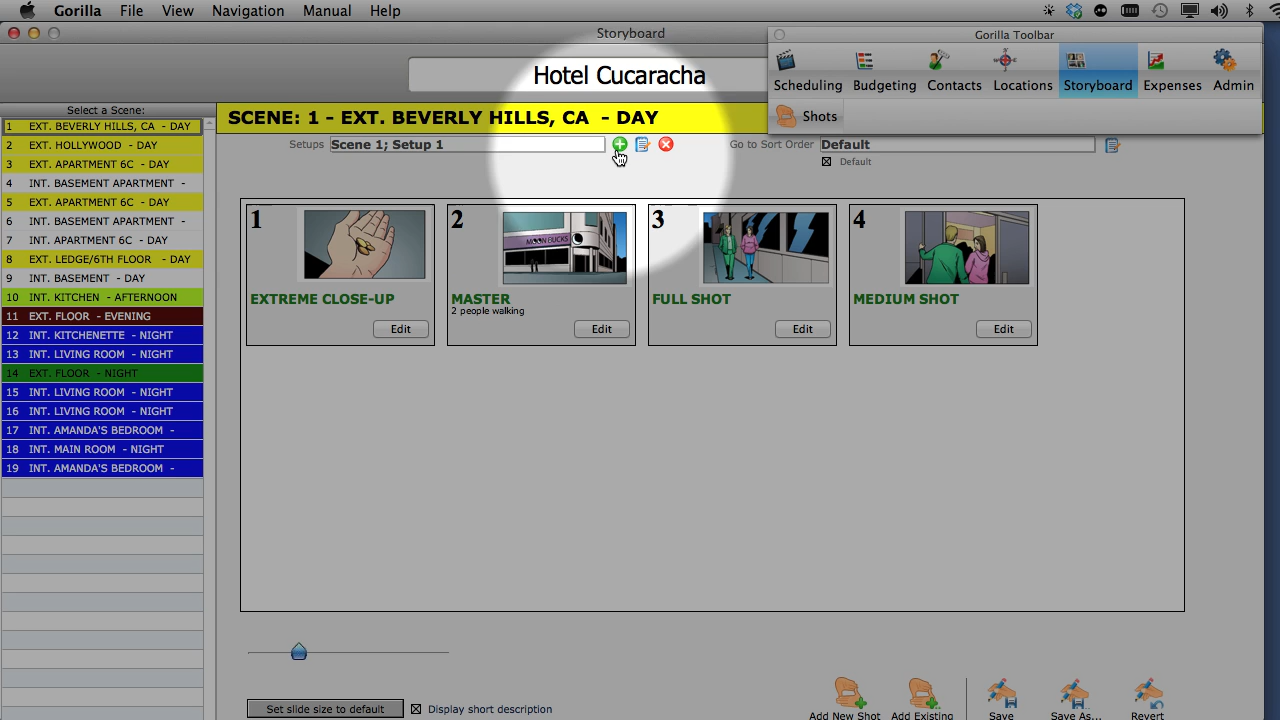 Gorilla File View Navigation Manual Help
Storyboard
Gorilla Toolbar
Hotel Cucaracha
Scheduling Budgeting Contacts Locations Storyboard Expenses Admin
Shots
Select a Scene:
1 EXT. BEVERLY HILLS, CA - DAY
2 EXT. HOLLYWOOD - DAY
3 EXT. APARTMENT 6C - DAY
4 INT. BASEMENT APARTMENT -
5 EXT. APARTMENT 6C - DAY
6 INT. BASEMENT APARTMENT -
7 INT. APARTMENT 6C - DAY
8 EXT. LEDGE/6TH FLOOR - DAY
9 INT. BASEMENT - DAY
10 INT. KITCHEN - AFTERNOON
11 EXT. FLOOR - EVENING
12 INT. KITCHENETTE - NIGHT
13 INT. LIVING ROOM - NIGHT
14 EXT. FLOOR - NIGHT
15 INT. LIVING ROOM - NIGHT
16 INT. LIVING ROOM - NIGHT
17 INT. AMANDA'S BEDROOM -
18 INT. MAIN ROOM - NIGHT
19 INT. AMANDA'S BEDROOM -
SCENE: 1 - EXT. BEVERLY HILLS, CA - DAY
Setups Scene 1; Setup 1
Go to Sort Order Default
Default
1
EXTREME CLOSE-UP
Edit
2
MOON BUCKS
MASTER
2 people walking
Edit
3
FULL SHOT
Edit
4
MEDIUM SHOT
Edit
Set slide size to default
Display short description
Add New Shot Add Existing Save Save As... Revert